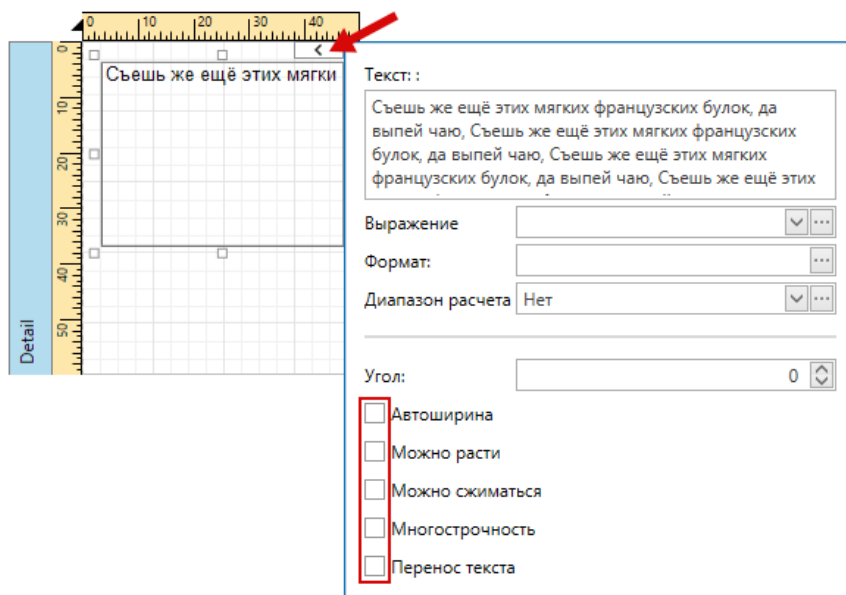 0 10 20 30 40
0
10
20
30
40
50
Detail
Съешь же ещё этих мягки
Текст: :
Съешь же ещё этих мягких французских булок, да
выпей чаю, Съешь же ещё этих мягких французских
булок, да выпей чаю, Съешь же ещё этих мягких
французских булок, да выпей чаю, Съешь же ещё этих
Выражение
Формат:
Диапазон расчета Нет
Угол: 0
Автоширина
Можно расти
Можно сжиматься
Многострочность
Перенос текста